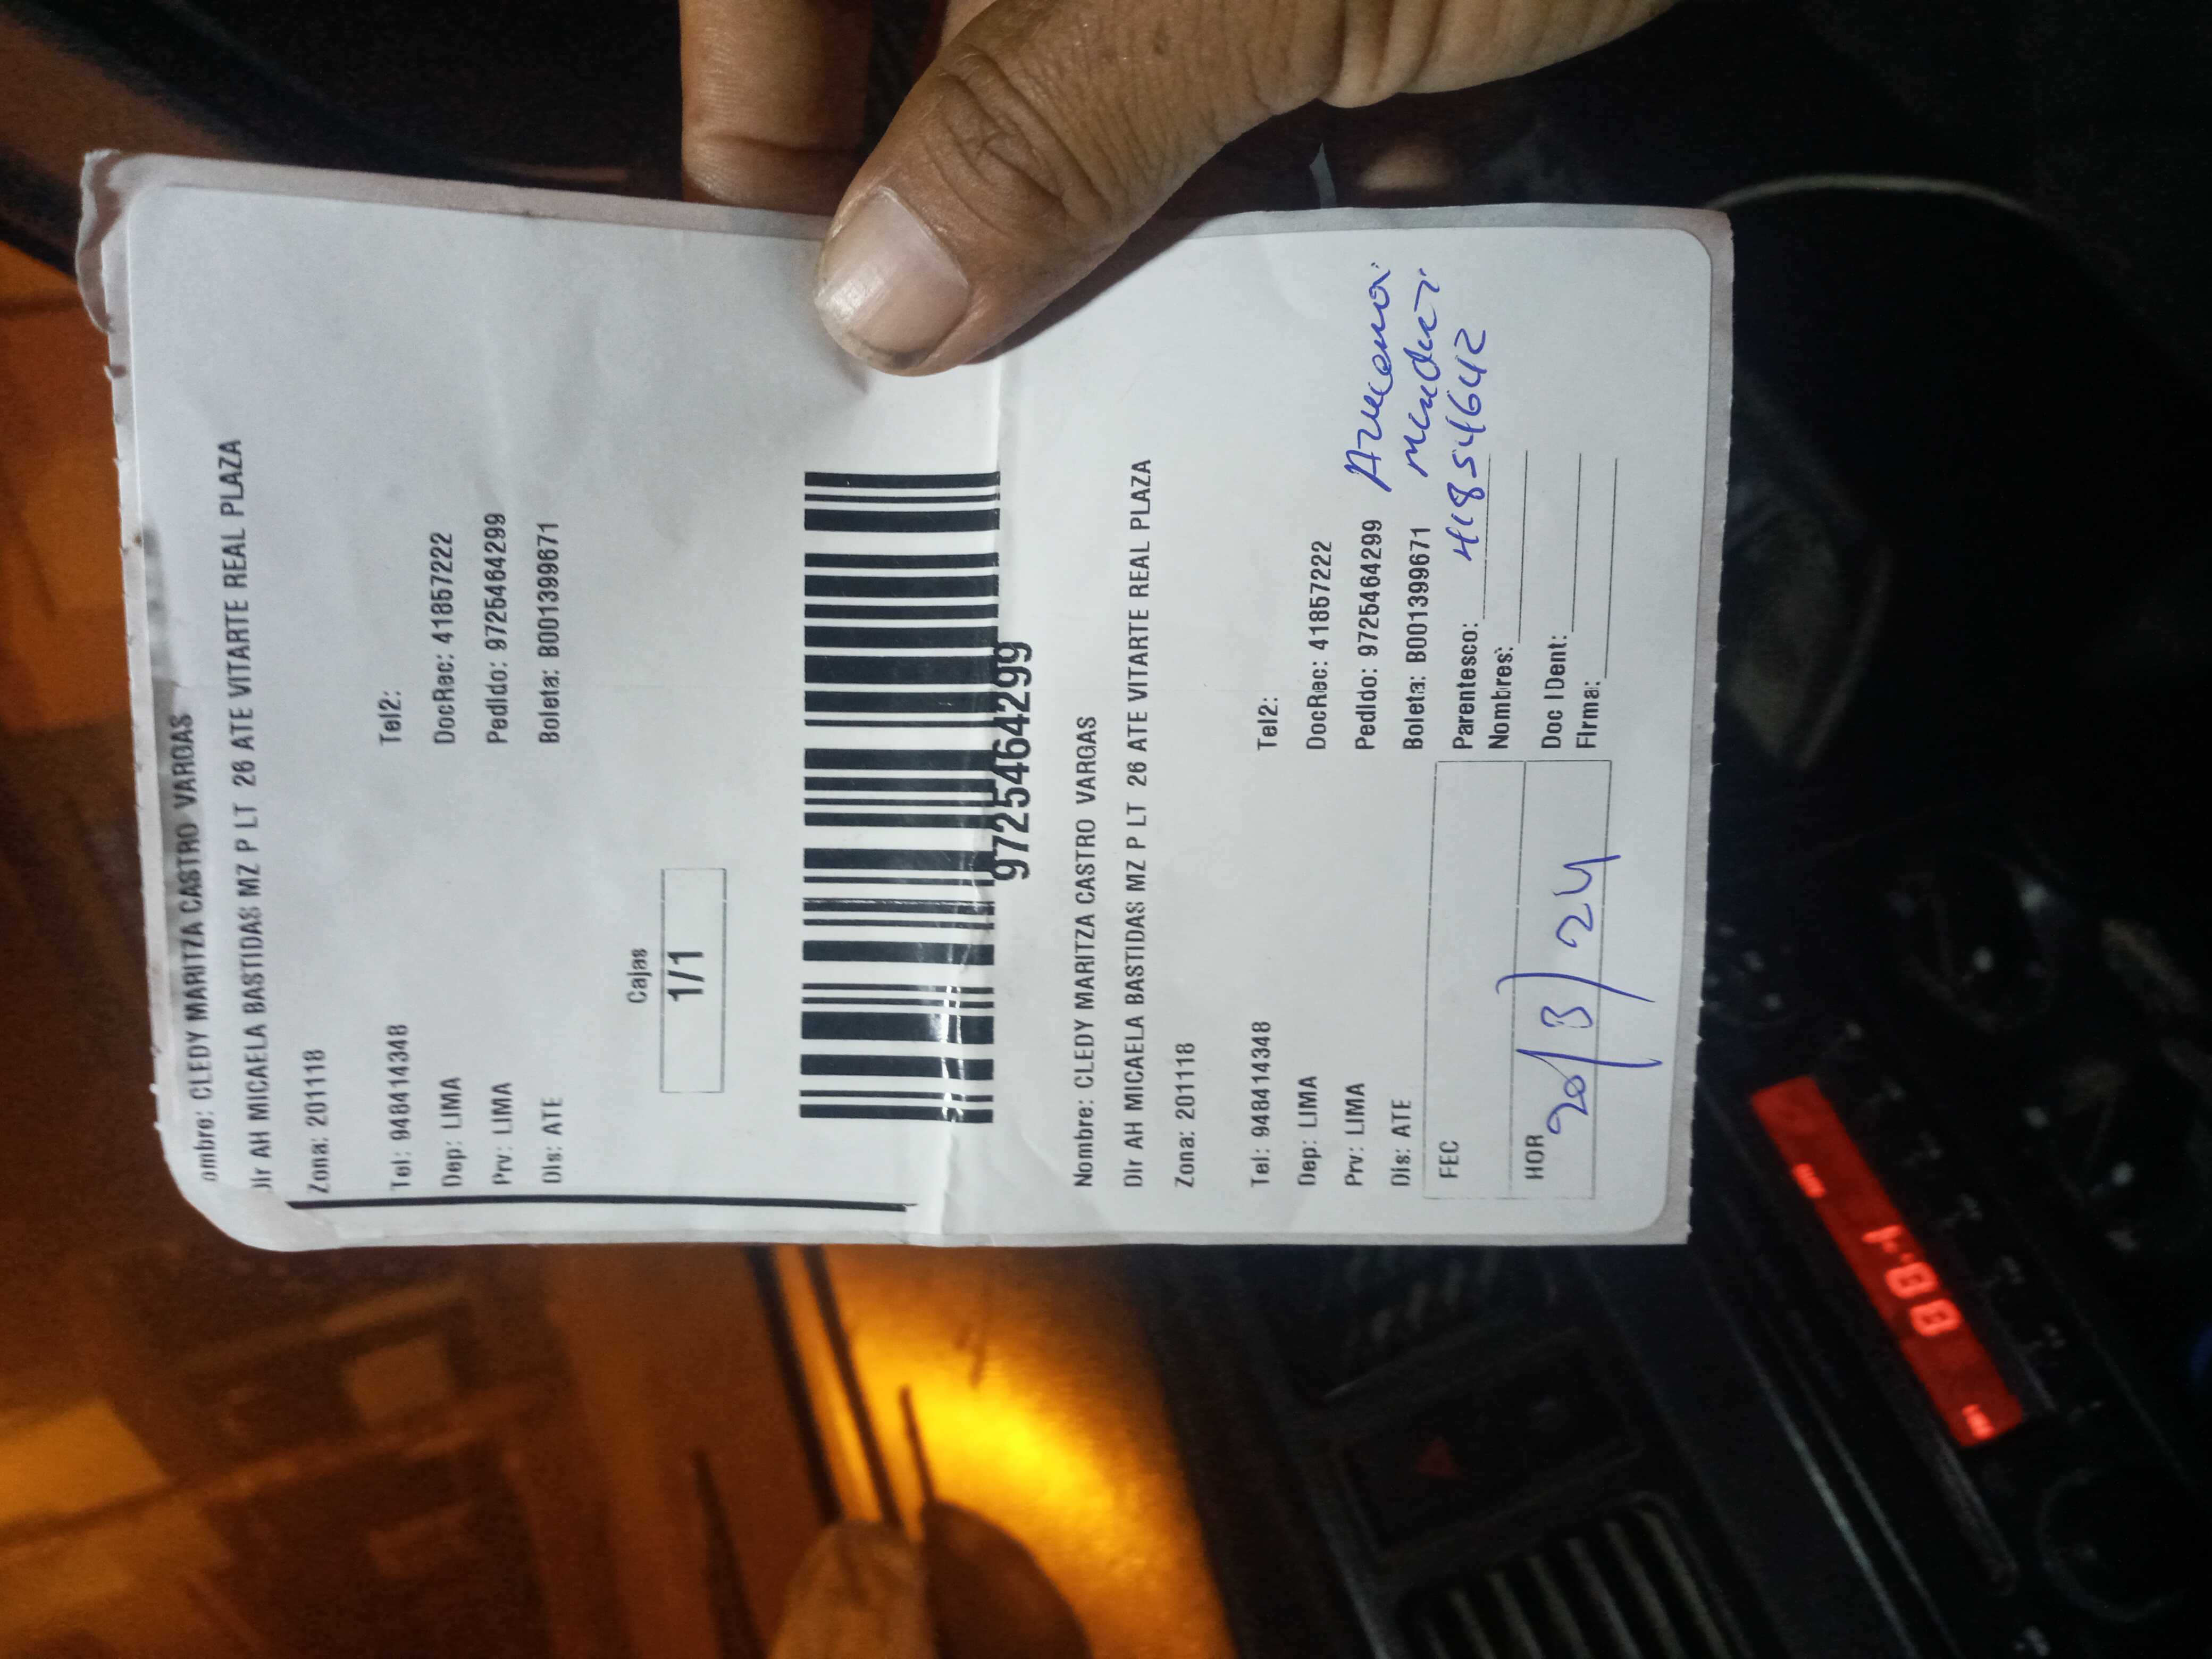 ombre: CLEDY MARITZA CASTRO VARGAS
Dir AH MICAELA BASTIDAS MZ P LT 26 ATE VITARTE REAL PLAZA
Zona: 201118
Tel: 948414348 Tel2:
Dep: LIMA DocRec: 41857222
Prv: LIMA Pedido: 9725464299
Dis: ATE Boleta: B001399671
Cajas
1/1
9725464299
Nombre: CLEDY MARITZA CASTRO VARGAS
Dir AH MICAELA BASTIDAS MZ P LT 26 ATE VITARTE REAL PLAZA
Zona: 201118
Tel: 948414348 Tel2:
Dep: LIMA DocRec: 41857222
Prv: LIMA Pedido: 9725464299
Dis: ATE Boleta: B001399671
Azucena
FEC Parentesco:
Nombres:
HOR Doc IDent:
Firma:
20/3/24